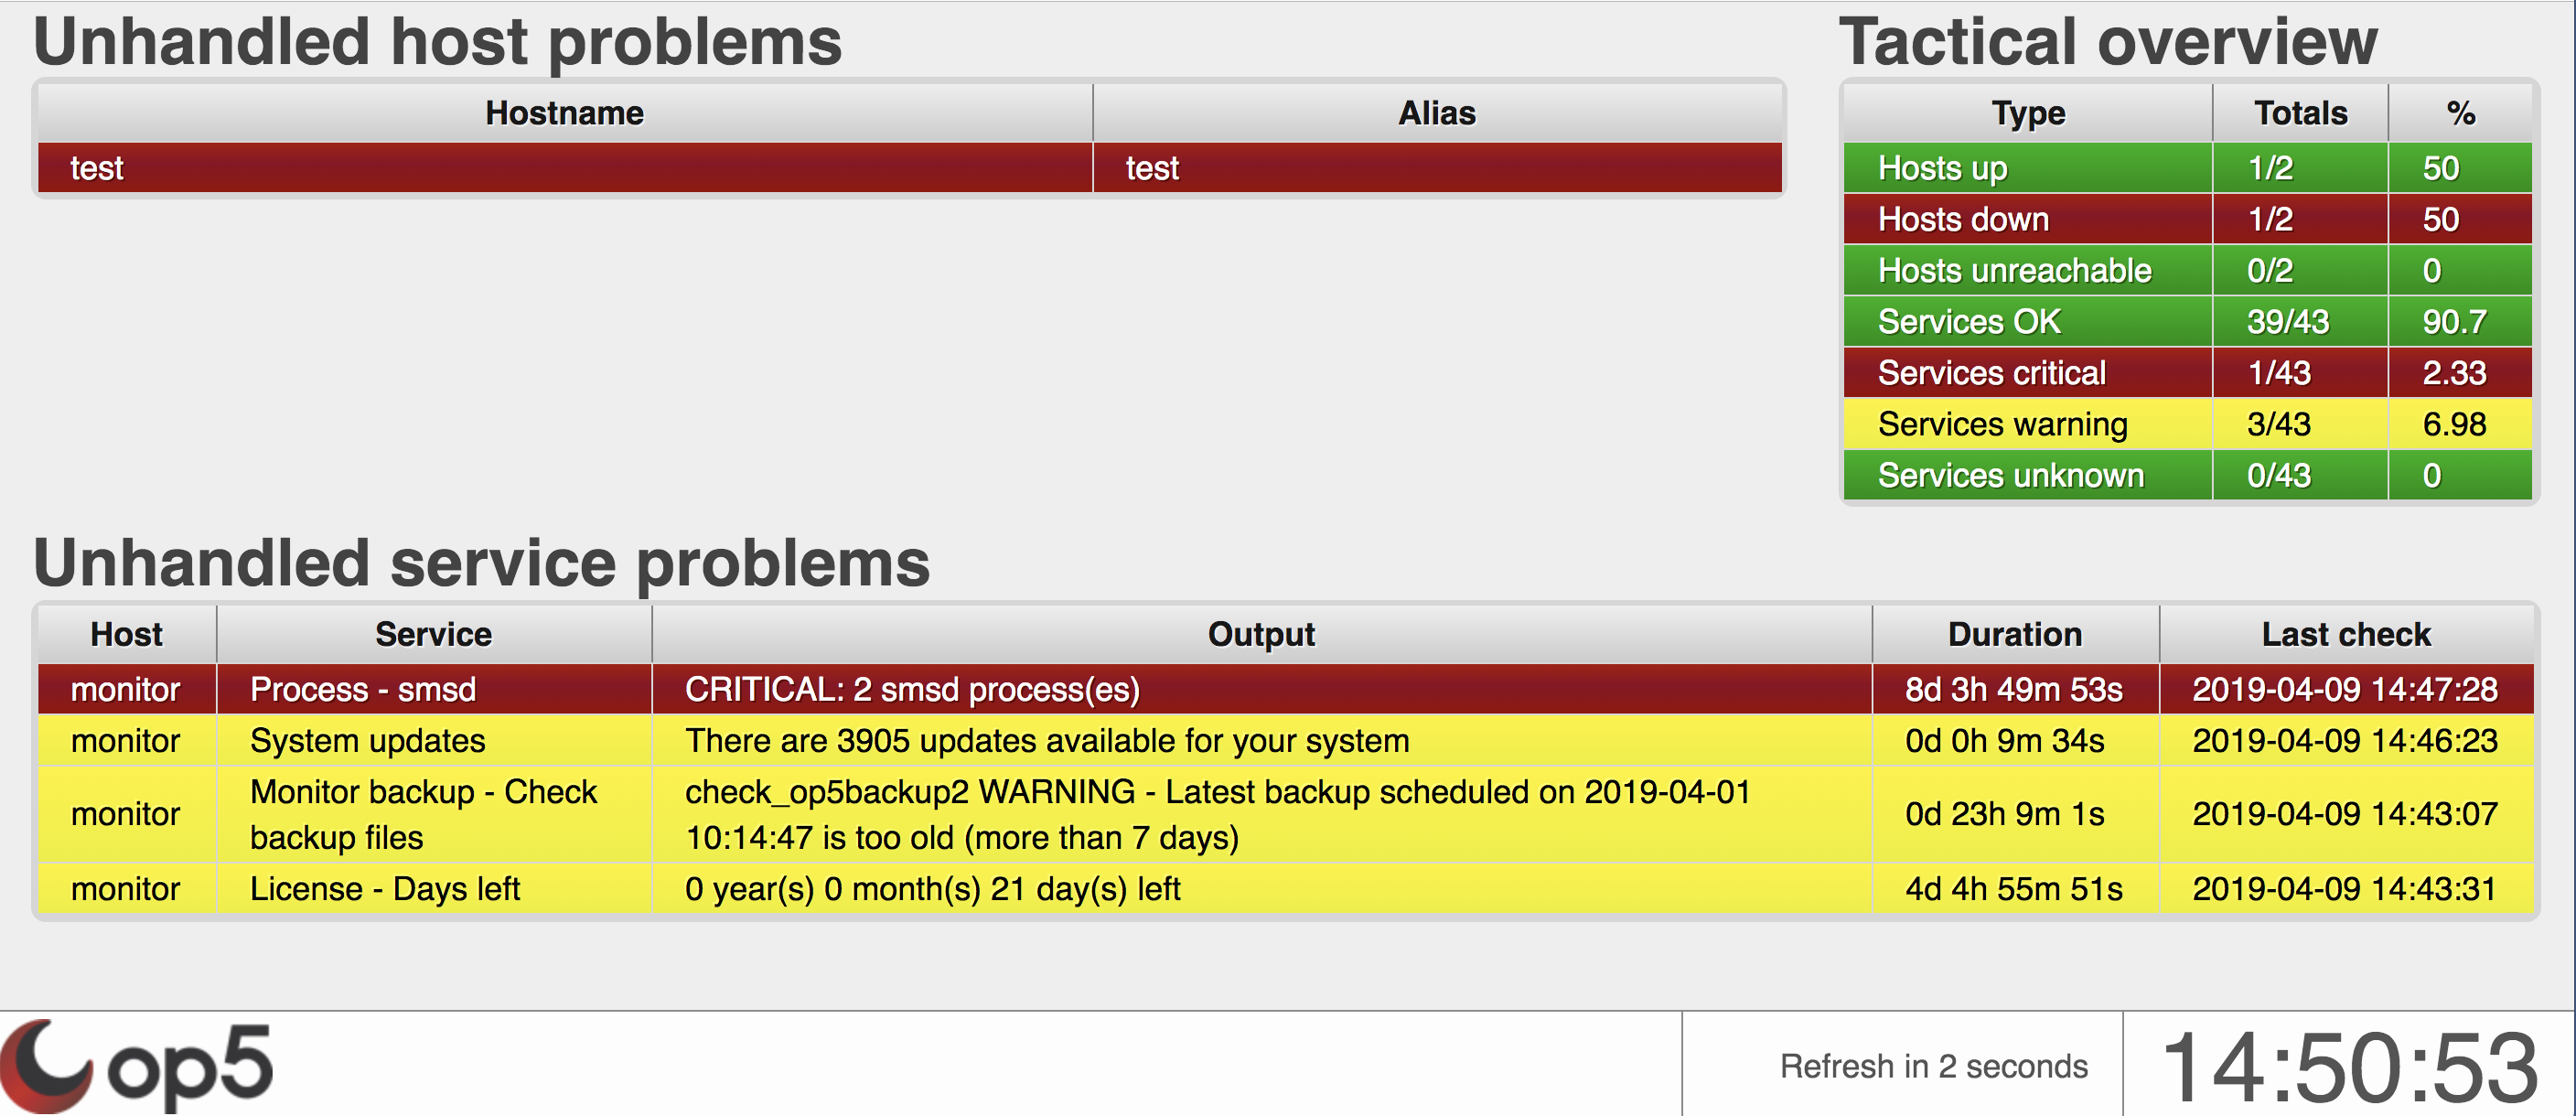 Unhandled host problems
Hostname Alias
test test
Tactical overview
Type Totals %
Hosts up 1/2 50
Hosts down 1/2 50
Hosts unreachable 0/2 0
Services OK 39/43 90.7
Services critical 1/43 2.33
Services warning 3/43 6.98
Services unknown 0/43 0
Unhandled service problems
Host Service Output Duration Last check
monitor Process - smsd CRITICAL: 2 smsd process(es) 8d 3h 49m 53s 2019-04-09 14:47:28
monitor System updates There are 3905 updates available for your system 0d 0h 9m 34s 2019-04-09 14:46:23
monitor Monitor backup - Check
backup files check_op5backup2 WARNING - Latest backup scheduled on 2019-04-01
10:14:47 is too old (more than 7 days) 0d 23h 9m 1s 2019-04-09 14:43:07
monitor License - Days left 0 year(s) 0 month(s) 21 day(s) left 4d 4h 55m 51s 2019-04-09 14:43:31
op5 Refresh in 2 seconds 14:50:53